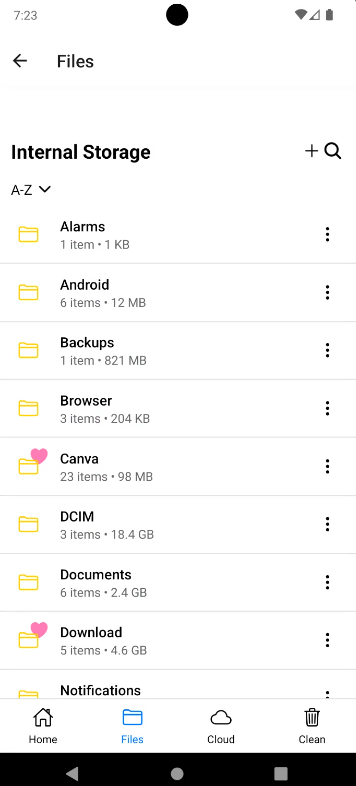 7:23
Files
Internal Storage
A-Z
Alarms
1 item • 1 KB
Android
6 items • 12 MB
Backups
1 item • 821 MB
Browser
3 items • 204 KB
Canva
23 items • 98 MB
DCIM
3 items • 18.4 GB
Documents
6 items • 2.4 GB
Download
5 items • 4.6 GB
Notifications
Home
Files
Cloud
Clean